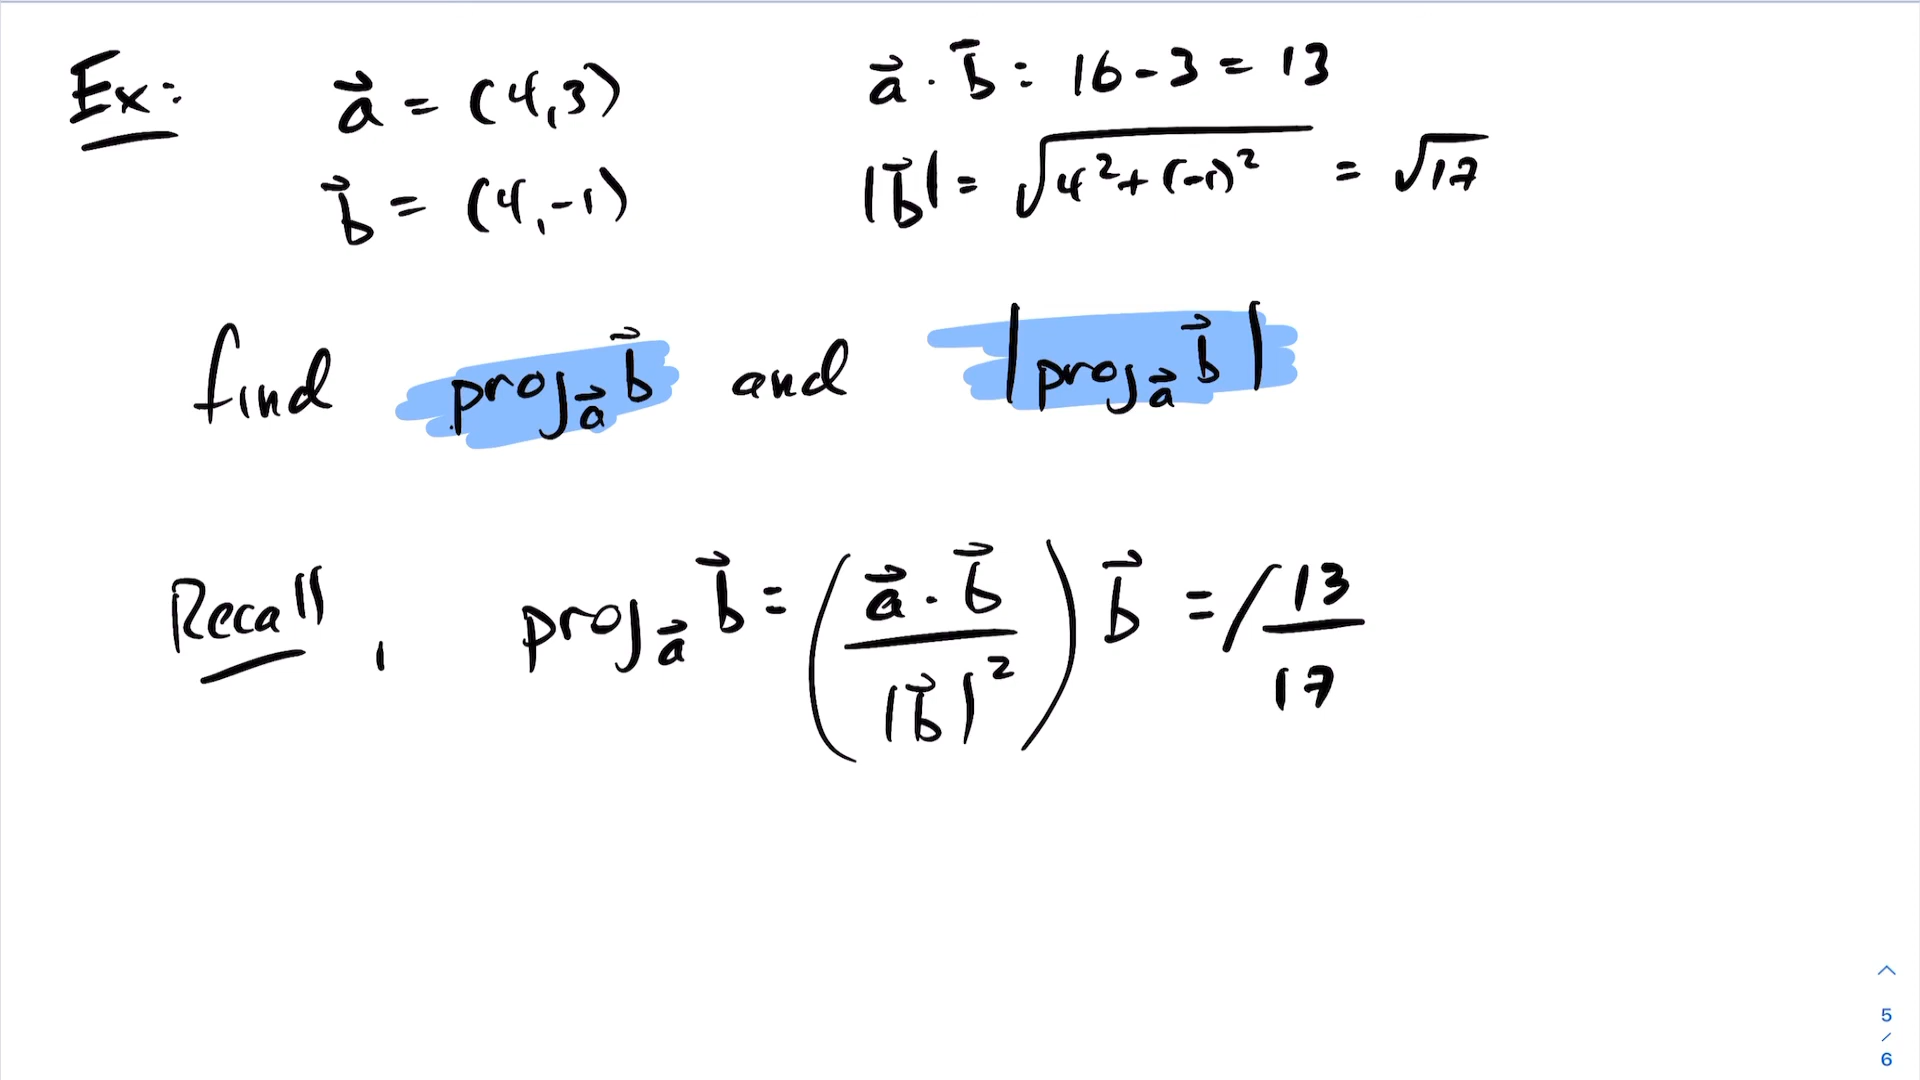 Ex: a⃗ = (4,3) a⃗ · b⃗ = 16 - 3 = 13
b⃗ = (4,-1) |b⃗| = √(4² + (-1)²) = √17
find proj_a⃗ b⃗ and |proj_a⃗ b⃗|
Recall, proj_a⃗ b⃗ = (a⃗ · b⃗ / |b⃗|²) b⃗ = (13/17
5
/
6